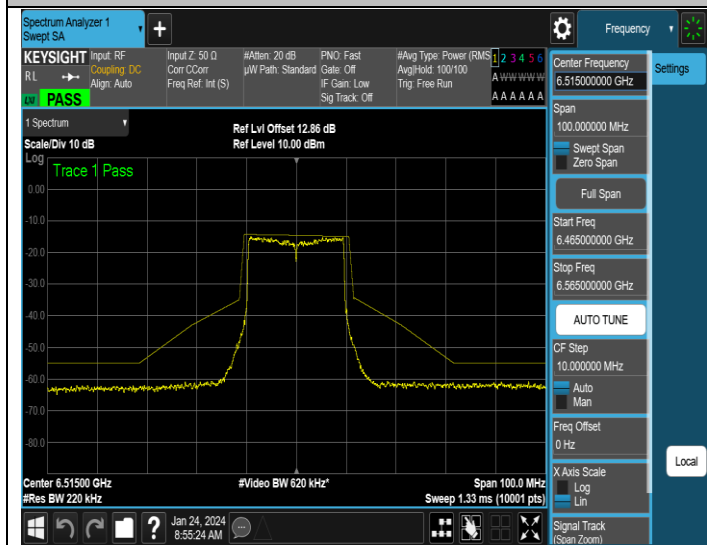 Spectrum Analyzer 1
Swept SA
+
Frequency
KEYSIGHT
RL
Input: RF
Coupling: DC
Align: Auto
Input Z: 50 Ω
Corr CCorr
Freq Ref: Int (S)
#Atten: 20 dB
µW Path: Standard
PNO: Fast
Gate: Off
IF Gain: Low
Sig Track: Off
#Avg Type: Power (RMS)
Avg|Hold: 100/100
Trig: Free Run
1 2 3 4 5 6
A W W W W W
A A A A A A
LV PASS
1 Spectrum
Scale/Div 10 dB
Ref Lvl Offset 12.86 dB
Ref Level 10.00 dBm
Log
Trace 1 Pass
0.00
-10.0
-20.0
-30.0
-40.0
-50.0
-60.0
-70.0
-80.0
Center 6.51500 GHz
#Res BW 220 kHz
#Video BW 620 kHz*
Span 100.0 MHz
Sweep 1.33 ms (10001 pts)
Center Frequency
6.515000000 GHz
Settings
Span
100.000000 MHz
Swept Span
Zero Span
Full Span
Start Freq
6.465000000 GHz
Stop Freq
6.565000000 GHz
AUTO TUNE
CF Step
10.000000 MHz
Auto
Man
Freq Offset
0 Hz
X Axis Scale
Log
Lin
Local
Signal Track
(Span Zoom)
?
Jan 24, 2024
8:55:24 AM